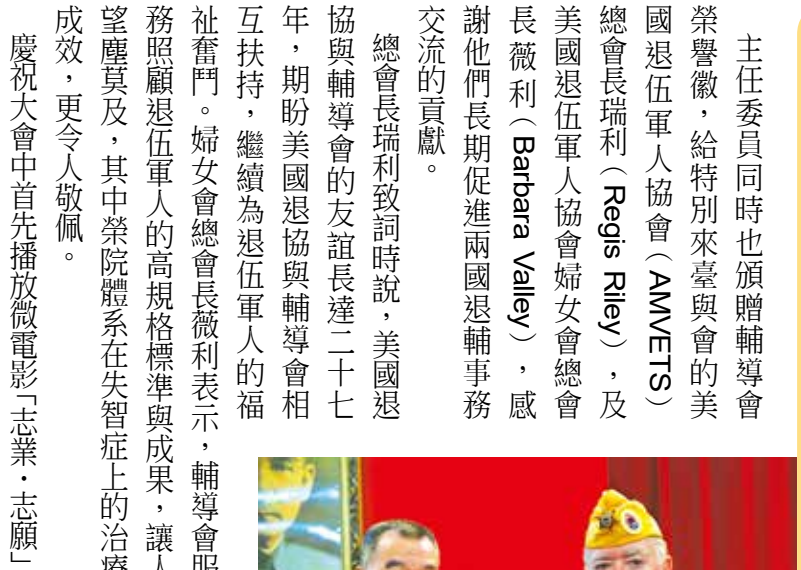 主任委員同時也頒贈輔導會
榮譽徽，給特別來臺與會的美
國退伍軍人協會（AMVETS）
總會長瑞利（Regis Riley），及
美國退伍軍人協會婦女會總會
長薇利（Barbara Valley），感
謝他們長期促進兩國退輔事務
交流的貢獻。
總會長瑞利致詞時說，美國退
協與輔導會的友誼長達二十七
年，期盼美國退協與輔導會相
互扶持，繼續為退伍軍人的福
祉奮鬥。婦女會總會長薇利表示，輔導會服
務照顧退伍軍人的高規格標準與成果，讓人
望塵莫及，其中榮院體系在失智症上的治療
成效，更令人敬佩。
慶祝大會中首先播放微電影「志業・志願」